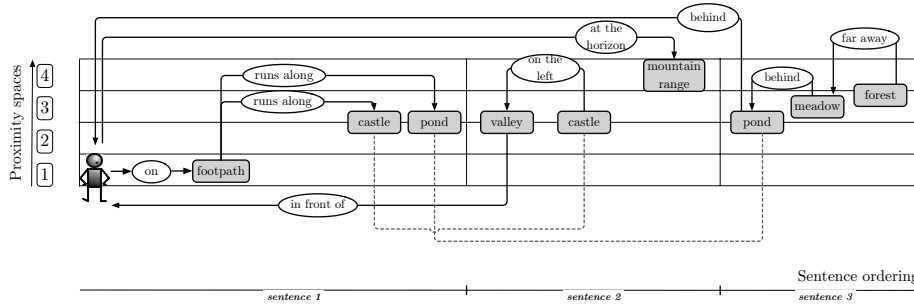 behind
at the
horizon
far away
on the
left
runs along
mountain
range
behind
forest
meadow
runs along
castle
pond
valley
castle
pond
on
footpath
in front of
Proximity spaces
4
3
2
1
Sentence ordering
sentence 1
sentence 2
sentence 3